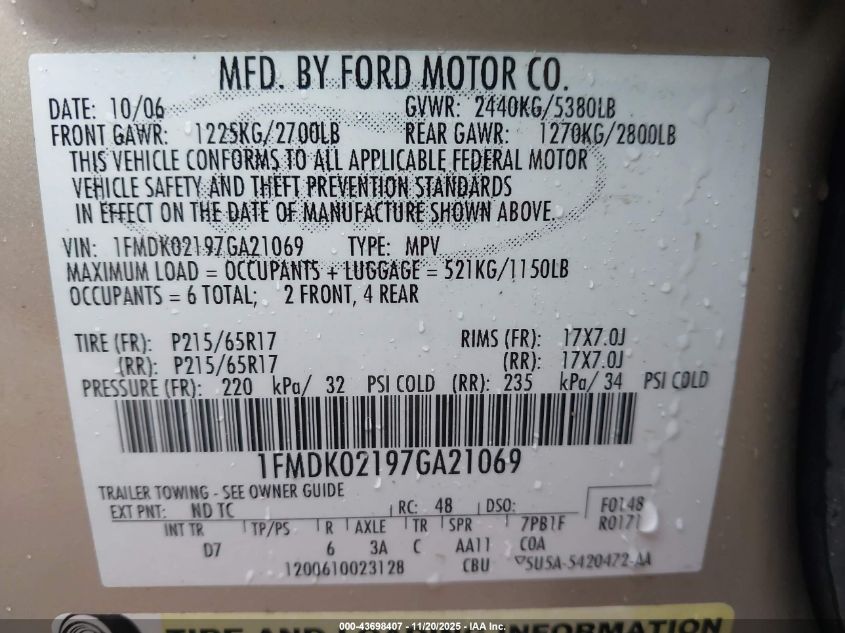 MFD. BY FORD MOTOR CO.
DATE: 10/06 GVWR: 2440KG/5380LB
FRONT GAWR: 1225KG/2700LB REAR GAWR: 1270KG/2800LB
THIS VEHICLE CONFORMS TO ALL APPLICABLE FEDERAL MOTOR
VEHICLE SAFETY AND THEFT PREVENTION STANDARDS
IN EFFECT ON THE DATE OF MANUFACTURE SHOWN ABOVE.
VIN: 1FMDK02197GA21069 TYPE: MPV
MAXIMUM LOAD = OCCUPANTS + LUGGAGE = 521KG/1150LB
OCCUPANTS = 6 TOTAL; 2 FRONT, 4 REAR
TIRE (FR): P215/65R17 RIMS (FR): 17X7.0J
(RR): P215/65R17 (RR): 17X7.0J
PRESSURE (FR): 220 kPa/ 32 PSI COLD (RR): 235 kPa/ 34 PSI COLD
1FMDK02197GA21069
TRAILER TOWING - SEE OWNER GUIDE
EXT PNT: ND TC RC: 48 DSO: F0148
INT TR TP/PS R AXLE TR SPR 7PB1F R0171
D7 6 3A C AA11 C0A
1200610023128 CBU ▽5U5A-5420472-AA
TIRE AND LOADING INFORMATION
000-43698407 - 11/20/2025 - IAA Inc.